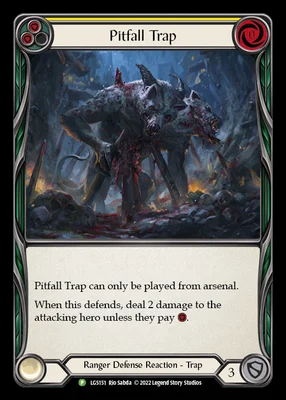 Pitfall Trap
Pitfall Trap can only be played from arsenal.
When this defends, deal 2 damage to the
attacking hero unless they pay .
3
Ranger Defense Reaction - Trap
P LGS151 Rio Sabda © 2022 Legend Story Studios